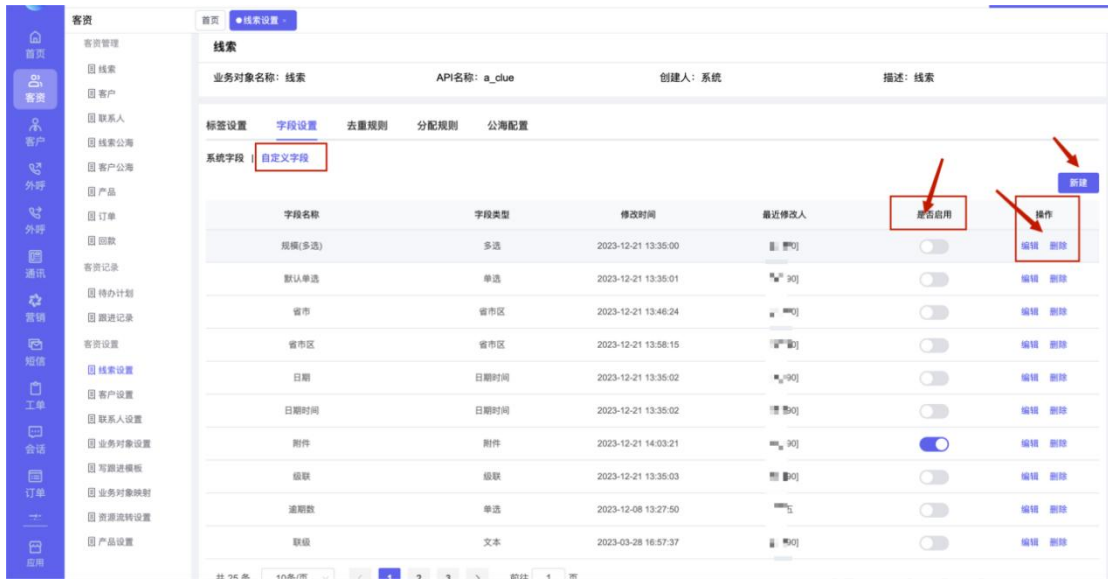 客资
首页
线索设置
首页
客资
客户
外呼
外呼
通讯
营销
短信
工单
会话
订单
应用
客资管理
线索
客户
联系人
线索公海
客户公海
产品
订单
回款
客资记录
待办计划
跟进记录
客资设置
线索设置
客户设置
联系人设置
业务对象设置
写跟进模板
业务对象映射
资源流转设置
产品设置
线索
业务对象名称：线索 API名称：a_clue 创建人：系统 描述：线索
标签设置 字段设置 去重规则 分配规则 公海配置
系统字段 | 自定义字段
新建
字段名称 字段类型 修改时间 最近修改人 是否启用 操作
规模(多选) 多选 2023-12-21 13:35:00 编辑 删除
默认单选 单选 2023-12-21 13:35:01 90] 编辑 删除
省市 省市区 2023-12-21 13:46:24 编辑 删除
省市区 省市区 2023-12-21 13:58:15 编辑 删除
日期 日期时间 2023-12-21 13:35:02 90] 编辑 删除
日期时间 日期时间 2023-12-21 13:35:02 90] 编辑 删除
附件 附件 2023-12-21 14:03:21 90] 编辑 删除
级联 级联 2023-12-21 13:35:03 90] 编辑 删除
逾期数 单选 2023-12-08 13:27:50 编辑 删除
联级 文本 2023-03-28 16:57:37 90] 编辑 删除
共 25 条 10条/页 1 2 3 前往 1 页